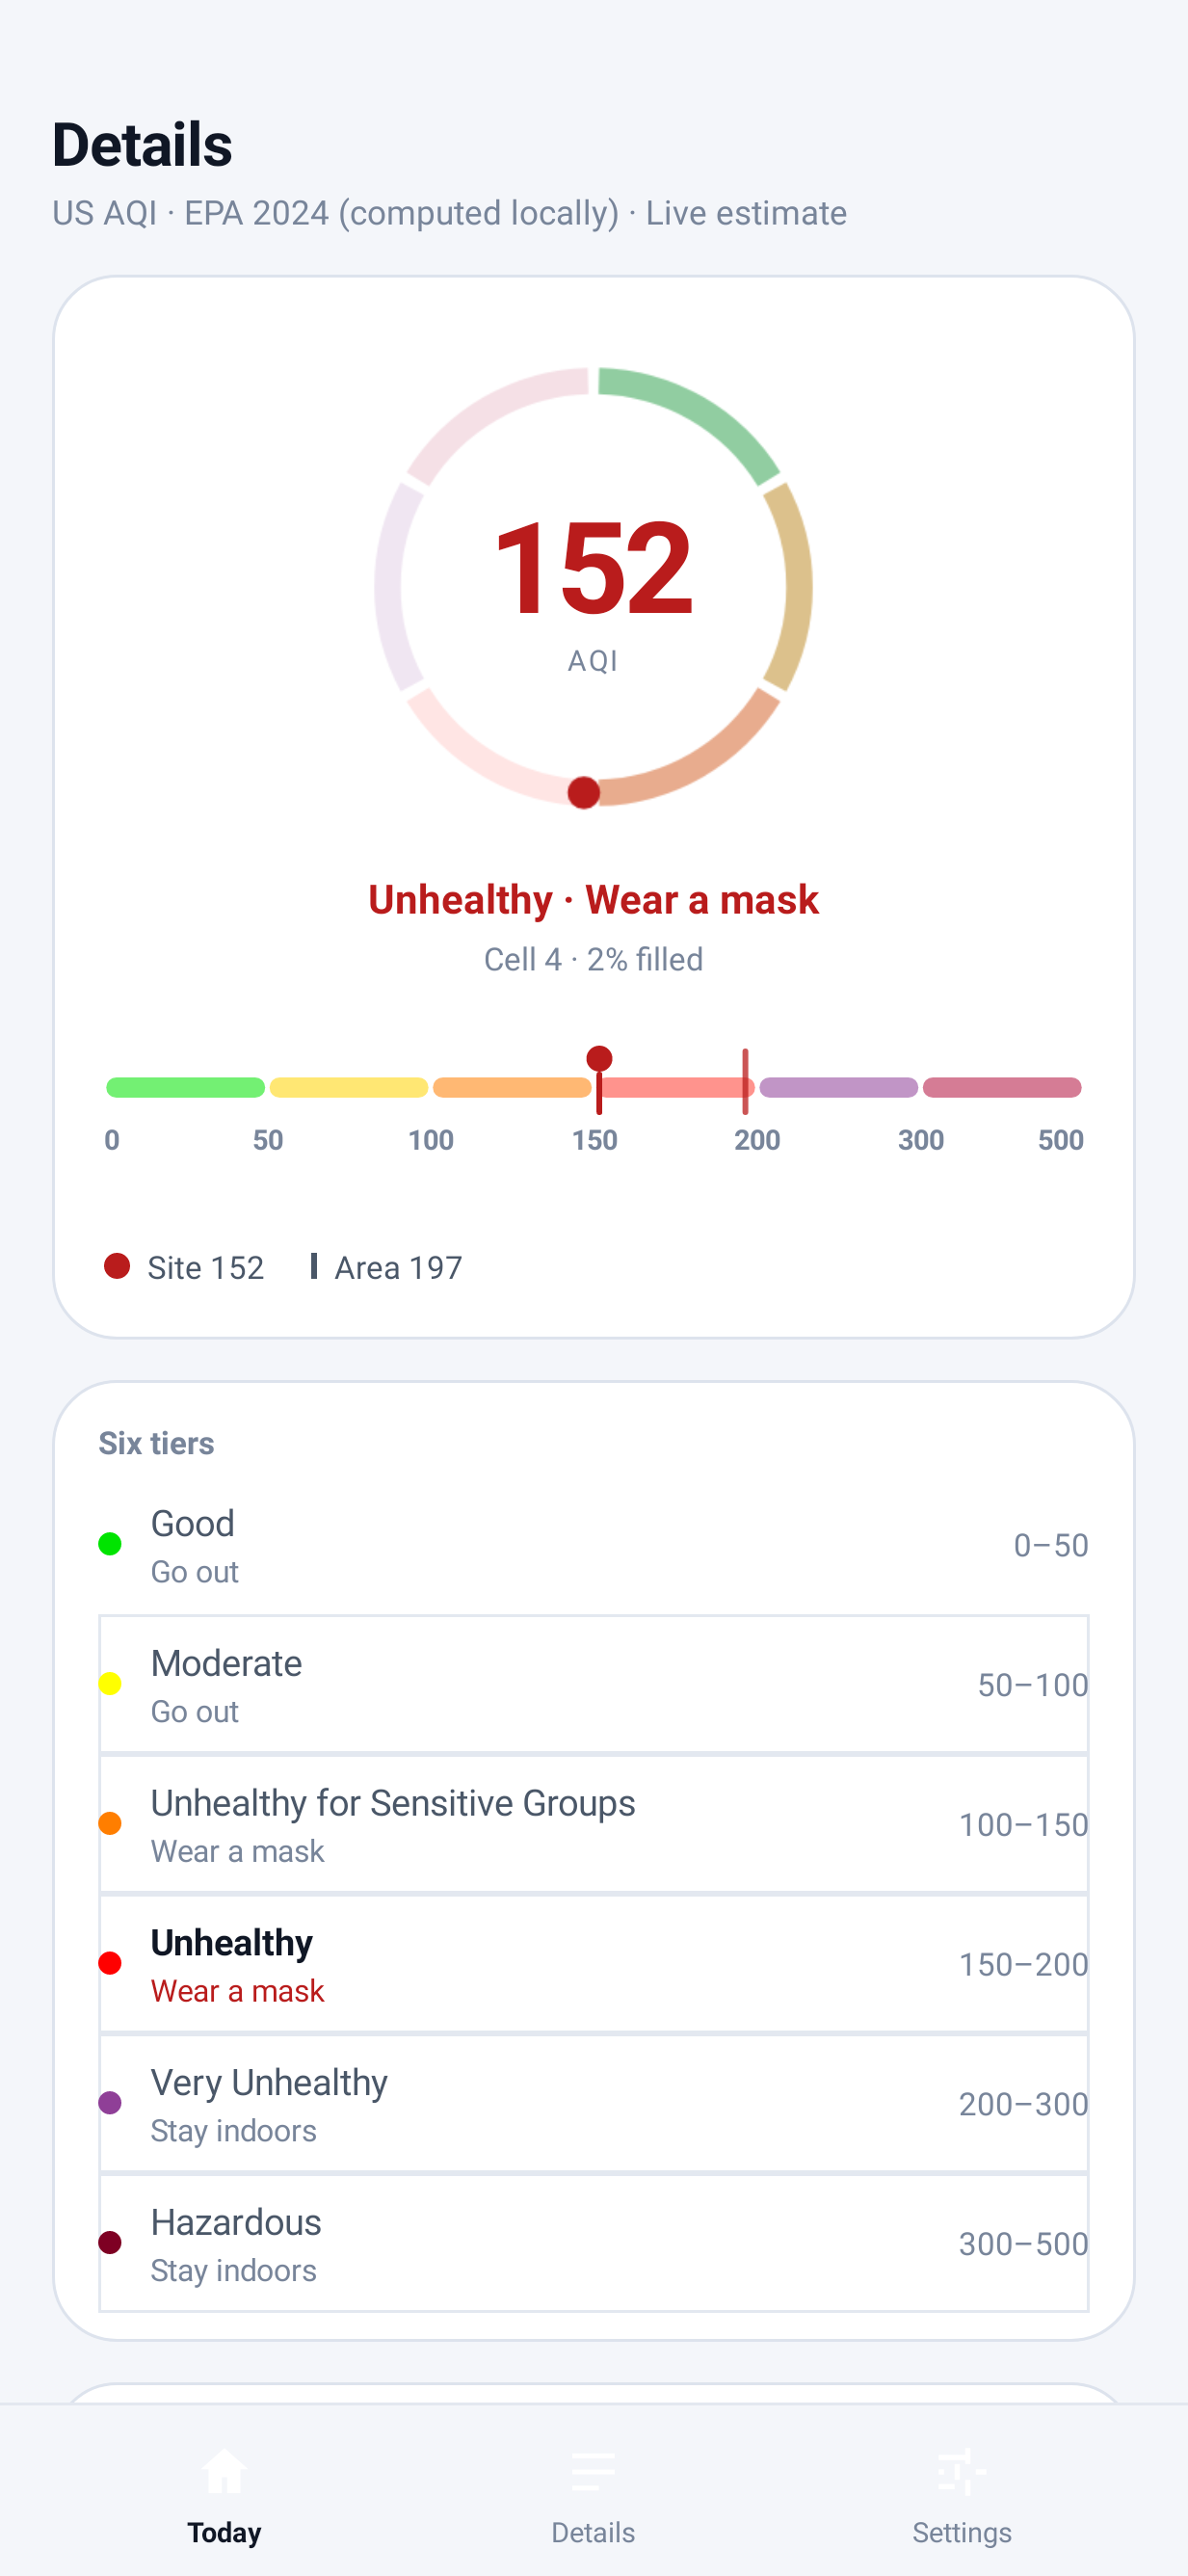 Details
US AQI · EPA 2024 (computed locally) · Live estimate
152
AQI
Unhealthy · Wear a mask
Cell 4 · 2% filled
0 50 100 150 200 300 500
Site 152 Area 197
Six tiers
Good
Go out
0–50
Moderate
Go out
50–100
Unhealthy for Sensitive Groups
Wear a mask
100–150
Unhealthy
Wear a mask
150–200
Very Unhealthy
Stay indoors
200–300
Hazardous
Stay indoors
300–500
Today Details Settings